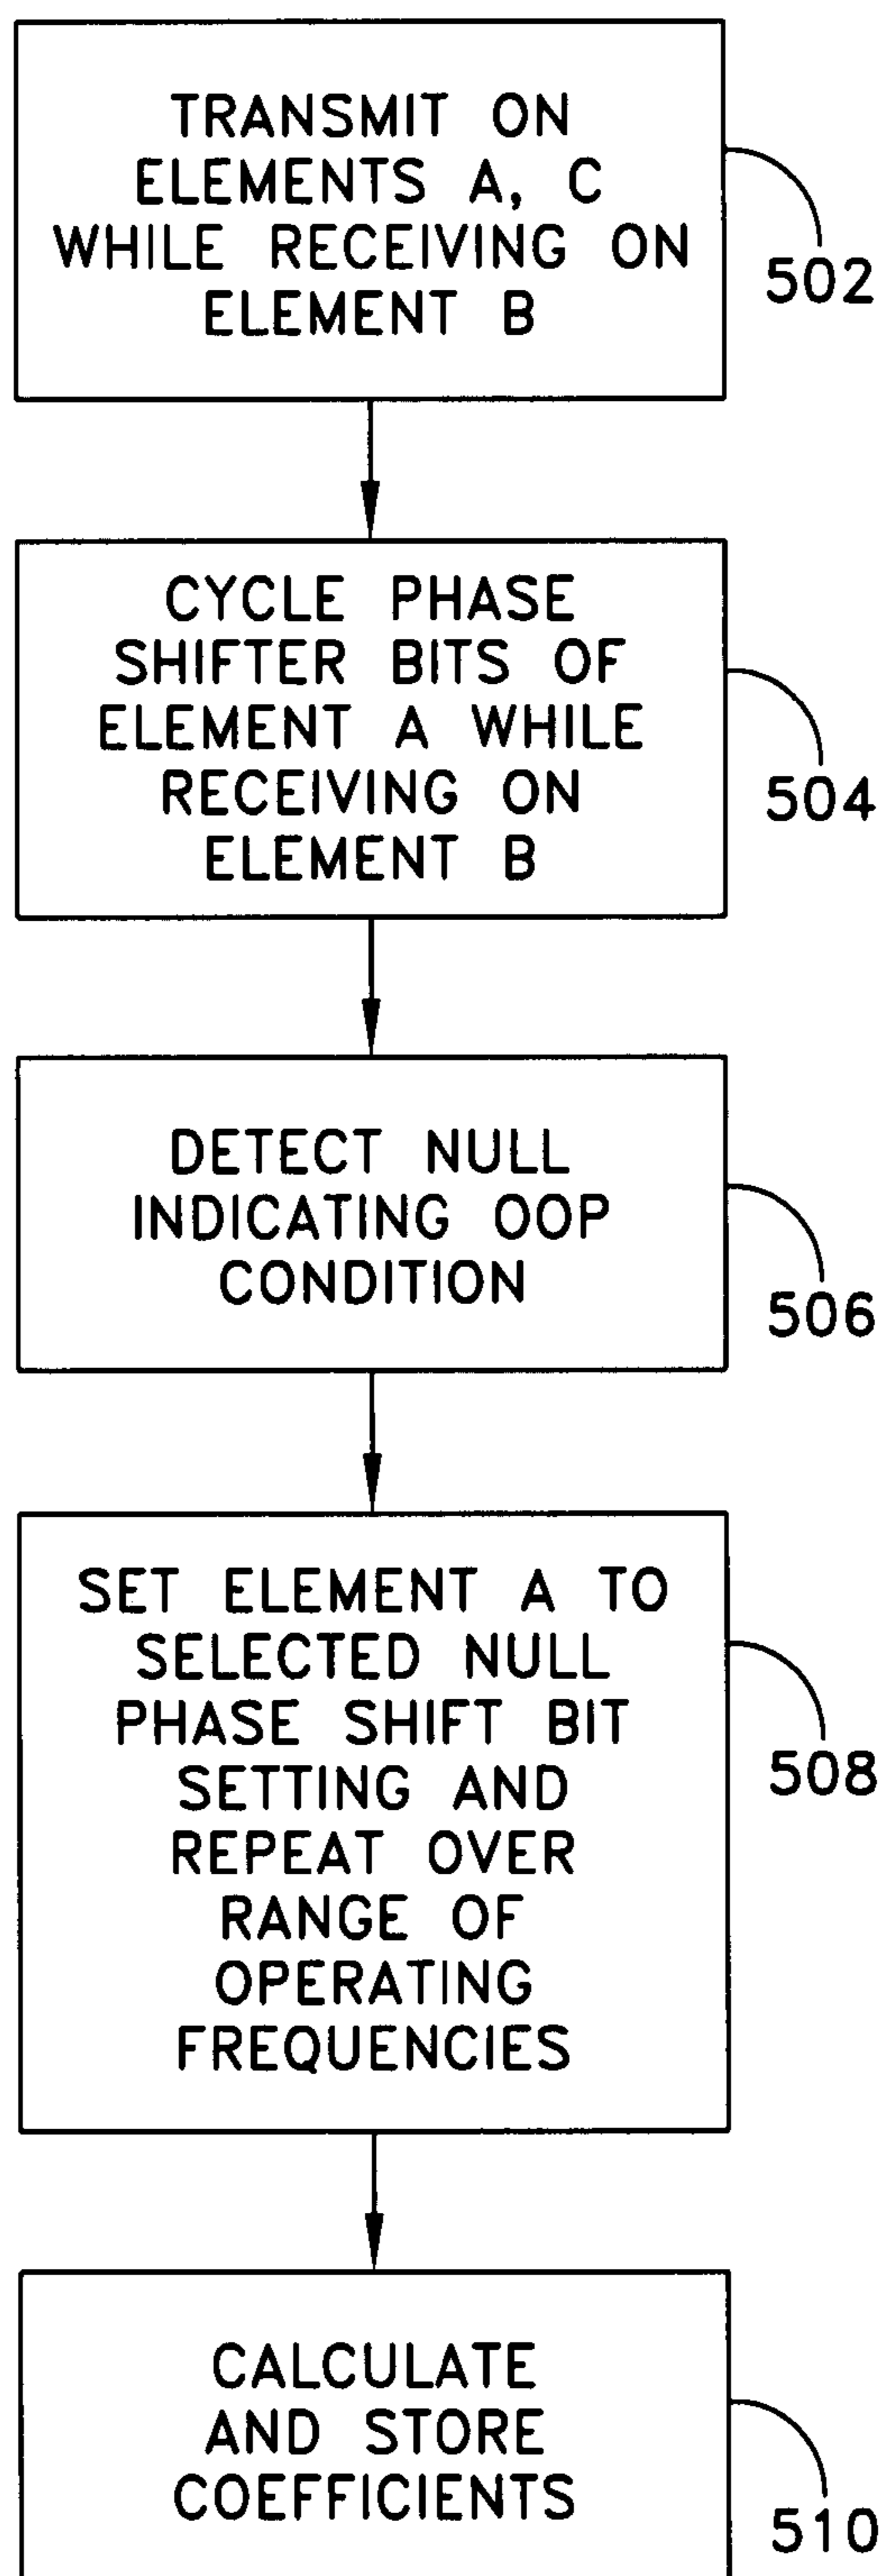 TRANSMIT ON
ELEMENTS A, C
WHILE RECEIVING ON
ELEMENT B
502
CYCLE PHASE
SHIFTER BITS OF
ELEMENT A WHILE
RECEIVING ON
ELEMENT B
504
DETECT NULL
INDICATING OOP
CONDITION
506
SET ELEMENT A TO
SELECTED NULL
PHASE SHIFT BIT
SETTING AND
REPEAT OVER
RANGE OF
OPERATING
FREQUENCIES
508
CALCULATE
AND STORE
COEFFICIENTS
510